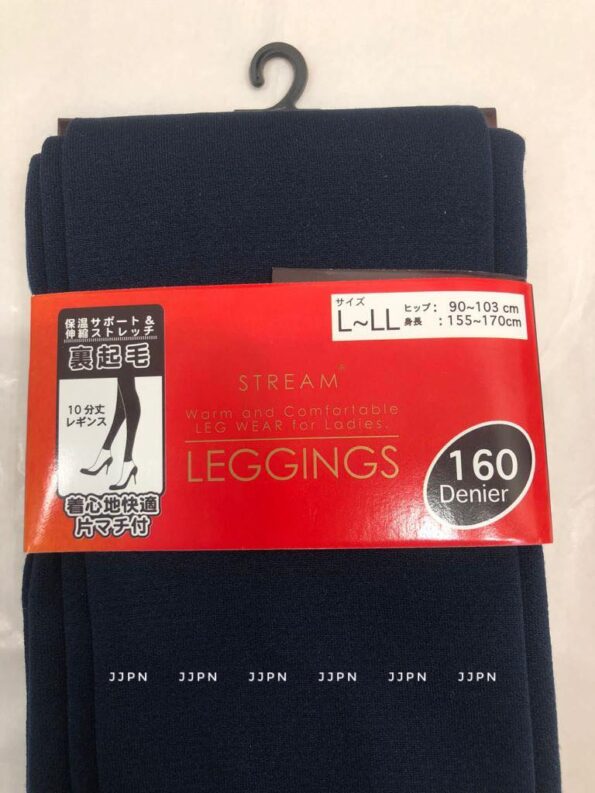 保温サポート&
伸縮ストレッチ
裏起毛
10分丈
レギンス
着心地快適
片マチ付
サイズ
L~LL
ヒップ: 90~103 cm
身長 : 155~170cm
STREAM®
Warm and Comfortable
LEG WEAR for Ladies.
LEGGINGS
160
Denier
JJPN JJPN JJPN JJPN JJPN JJPN